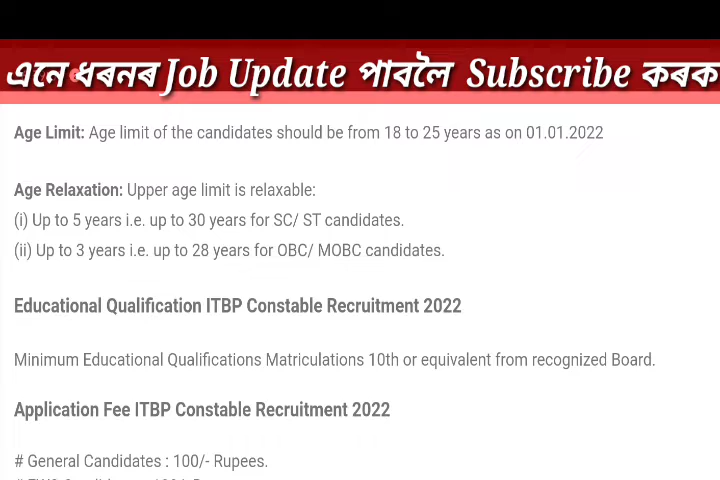 এনে ধৰনৰ Job Update পাবলৈ Subscribe কৰক
Age Limit: Age limit of the candidates should be from 18 to 25 years as on 01.01.2022
Age Relaxation: Upper age limit is relaxable:
(i) Up to 5 years i.e. up to 30 years for SC/ ST candidates.
(ii) Up to 3 years i.e. up to 28 years for OBC/ MOBC candidates.
Educational Qualification ITBP Constable Recruitment 2022
Minimum Educational Qualifications Matriculations 10th or equivalent from recognized Board.
Application Fee ITBP Constable Recruitment 2022
# General Candidates : 100/- Rupees.